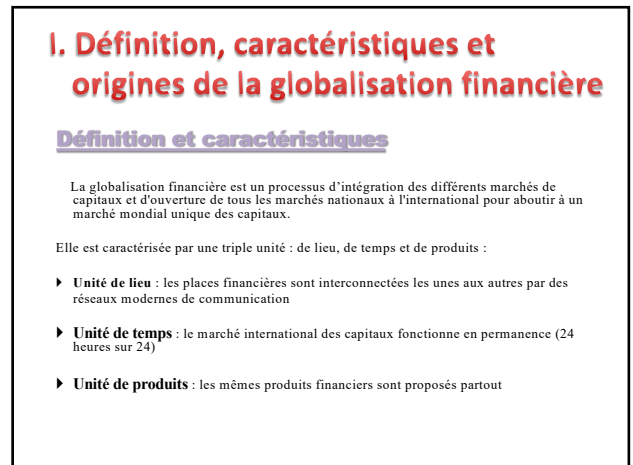 I. Définition, caractéristiques et
origines de la globalisation financière
Définition et caractéristiques
La globalisation financière est un processus d'intégration des différents marchés de
capitaux et d'ouverture de tous les marchés nationaux à l'international pour aboutir à un
marché mondial unique des capitaux.
Elle est caractérisée par une triple unité : de lieu, de temps et de produits :
Unité de lieu : les places financières sont interconnectées les unes aux autres par des
réseaux modernes de communication
Unité de temps : le marché international des capitaux fonctionne en permanence (24
heures sur 24)
Unité de produits : les mêmes produits financiers sont proposés partout